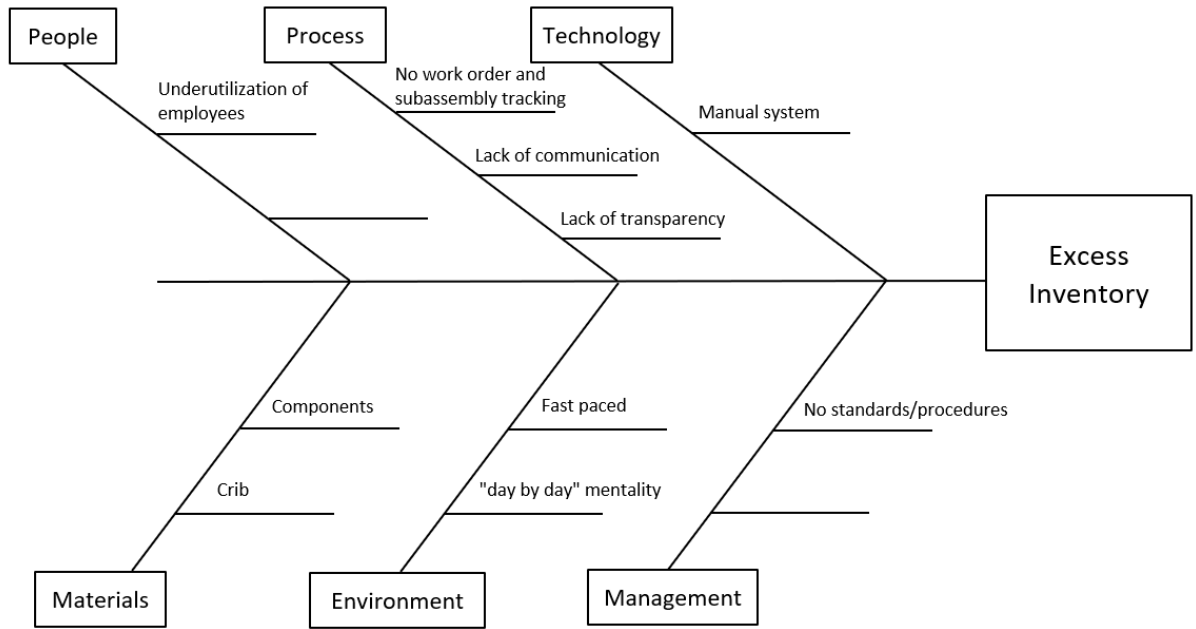 People
Process
Technology
Underutilization of
employees
No work order and
subassembly tracking
Lack of communication
Lack of transparency
Manual system
Excess
Inventory
Components
Crib
Fast paced
"day by day" mentality
No standards/procedures
Materials
Environment
Management